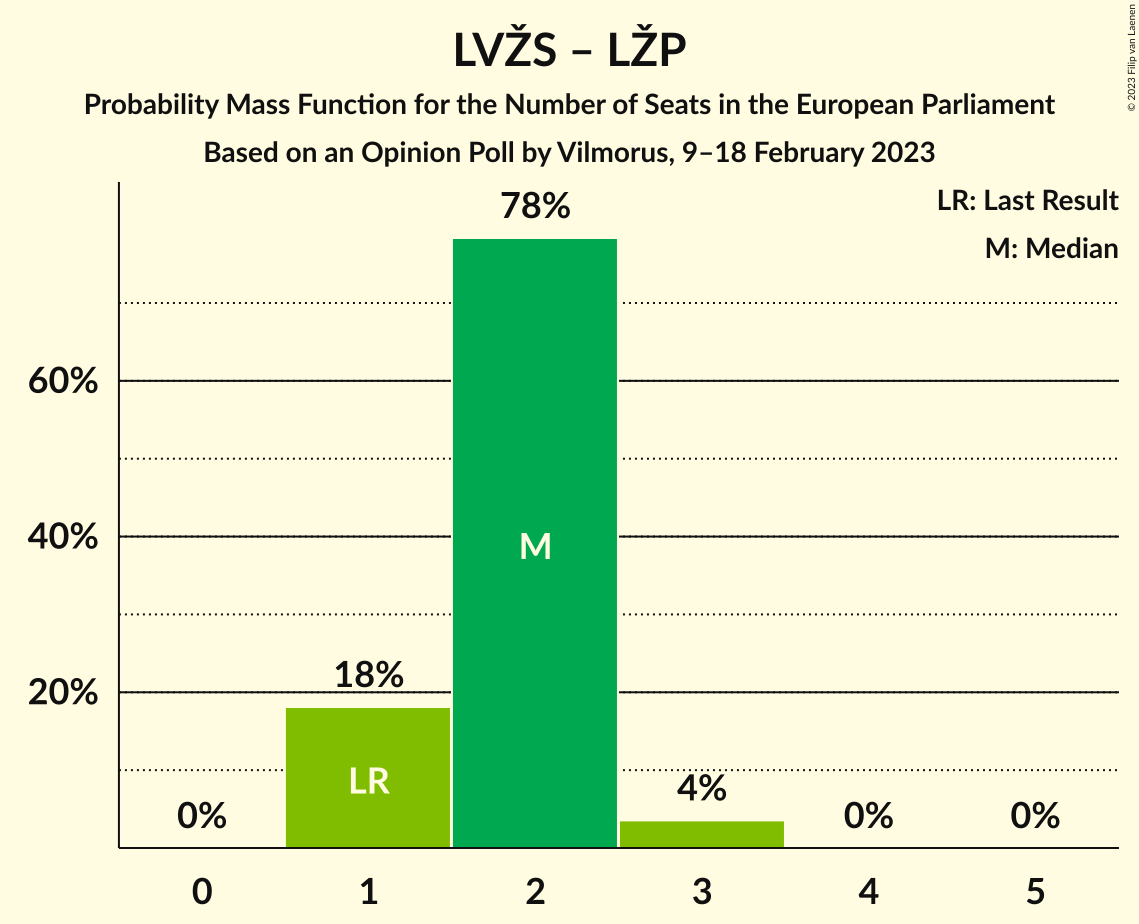 LVŽS – LŽP
Probability Mass Function for the Number of Seats in the European Parliament
Based on an Opinion Poll by Vilmorus, 9–18 February 2023
© 2023 Filip van Laenen
LR: Last Result
M: Median
78%
60%
40%
20%
M
18%
LR
4%
0%
0%
0%
0 1 2 3 4 5